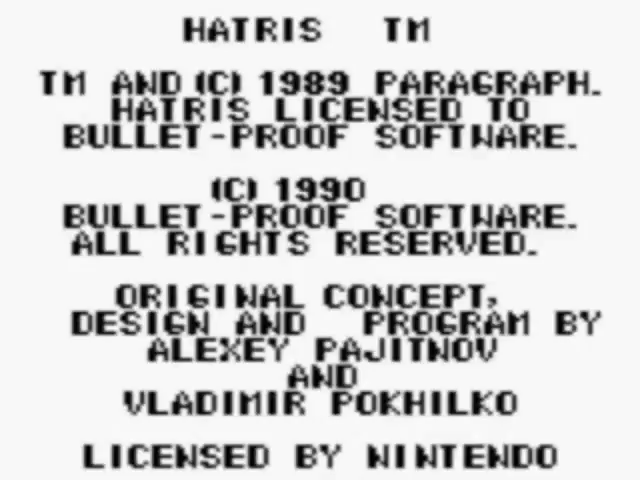 HATRIS TM
TM AND (C) 1989 PARAGRAPH.
HATRIS LICENSED TO
BULLET-PROOF SOFTWARE.
(C) 1990
BULLET-PROOF SOFTWARE.
ALL RIGHTS RESERVED.
ORIGINAL CONCEPT,
DESIGN AND PROGRAM BY
ALEXEY PAJITNOV
AND
VLADIMIR POKHILKO
LICENSED BY NINTENDO